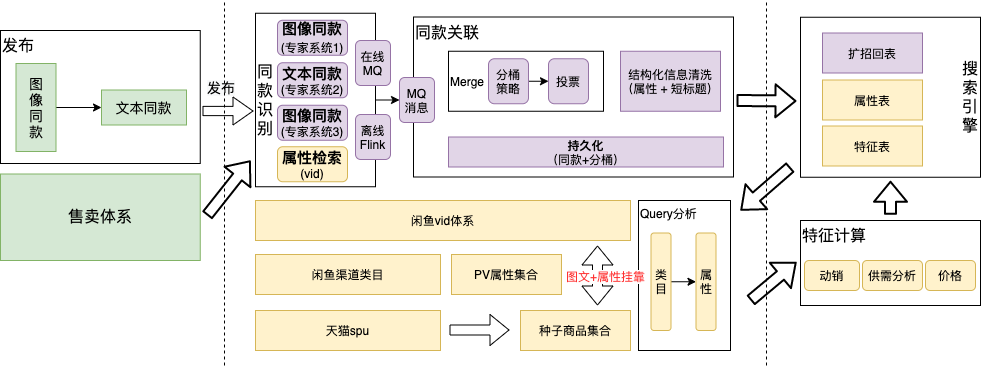 发布
图像同款
文本同款
售卖体系
发布
同款识别
图像同款
(专家系统1)
文本同款
(专家系统2)
图像同款
(专家系统3)
属性检索
(vid)
在线
MQ
离线
Flink
MQ
消息
同款关联
Merge
分桶
策略
投票
结构化信息清洗
(属性 + 短标题)
持久化
(同款+分桶)
搜索引擎
扩招回表
属性表
特征表
闲鱼vid体系
闲鱼渠道类目
PV属性集合
图文+属性挂靠
天猫spu
种子商品集合
Query分析
类目
属性
特征计算
动销
供需分析
价格